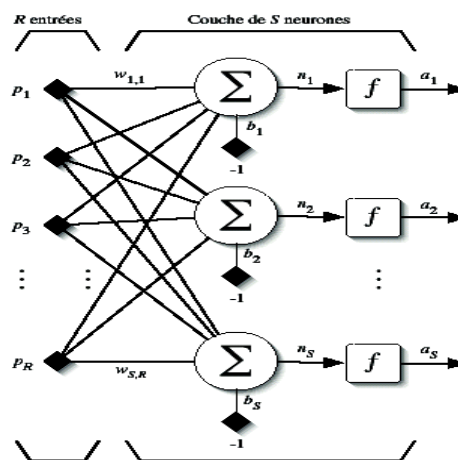 R entrées Couche de S neurones
p1 w1,1 Σ n1 f a1
b1
-1
p2
p3 Σ n2 f a2
b2
-1
⋮ ⋮ ⋮
pR wS,R Σ nS f aS
bS
-1